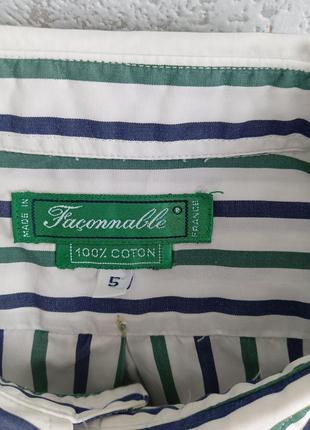 MADE IN Façonnable ® FRANCE
100% COTON
5